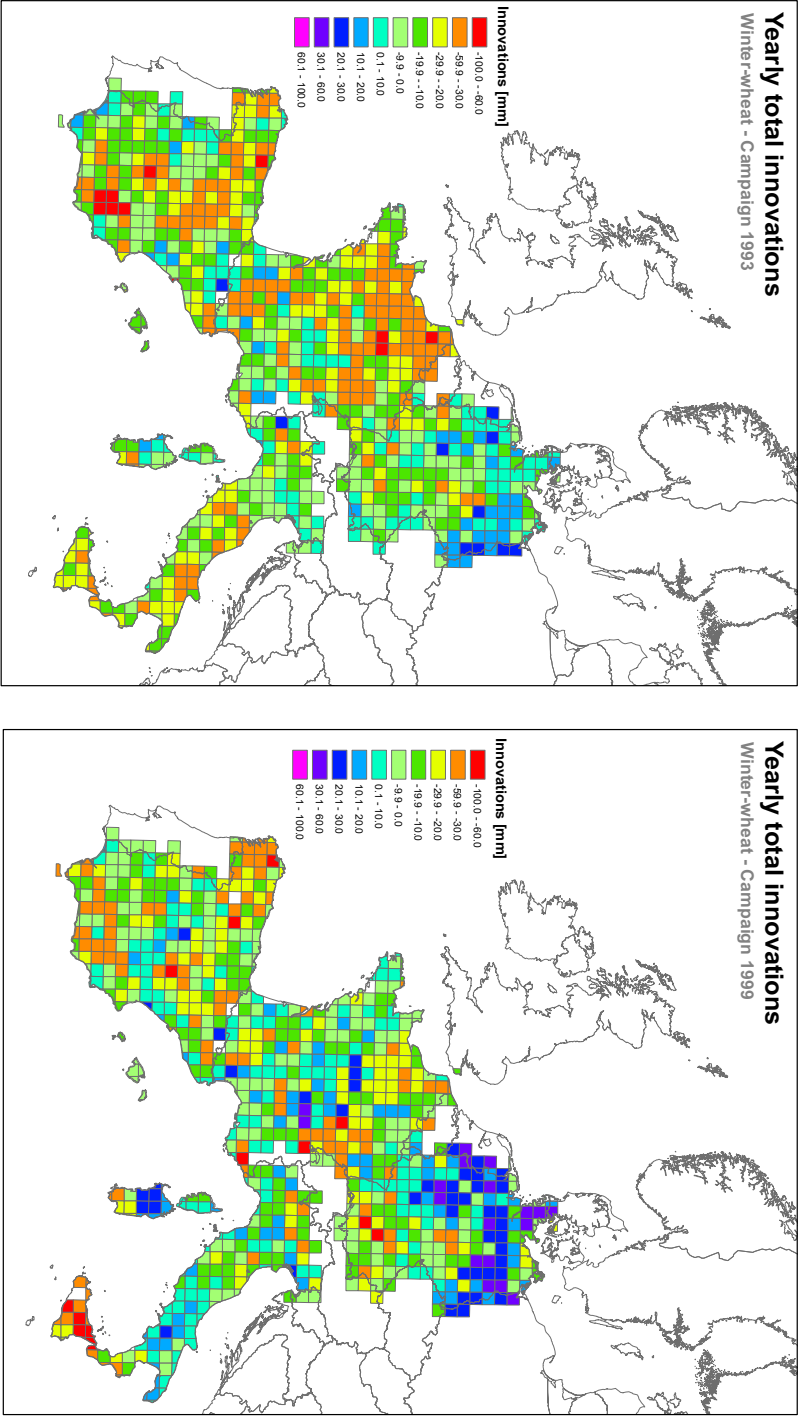 Yearly total innovations
Winter-wheat - Campaign 1993
Innovations [mm]
-100.0 - -60.0
-59.9 - -30.0
-29.9 - -20.0
-19.9 - -10.0
-9.9 - 0.0
0.1 - 10.0
10.1 - 20.0
20.1 - 30.0
30.1 - 60.0
60.1 - 100.0
Yearly total innovations
Winter-wheat - Campaign 1999
Innovations [mm]
-100.0 - -60.0
-59.9 - -30.0
-29.9 - -20.0
-19.9 - -10.0
-9.9 - 0.0
0.1 - 10.0
10.1 - 20.0
20.1 - 30.0
30.1 - 60.0
60.1 - 100.0